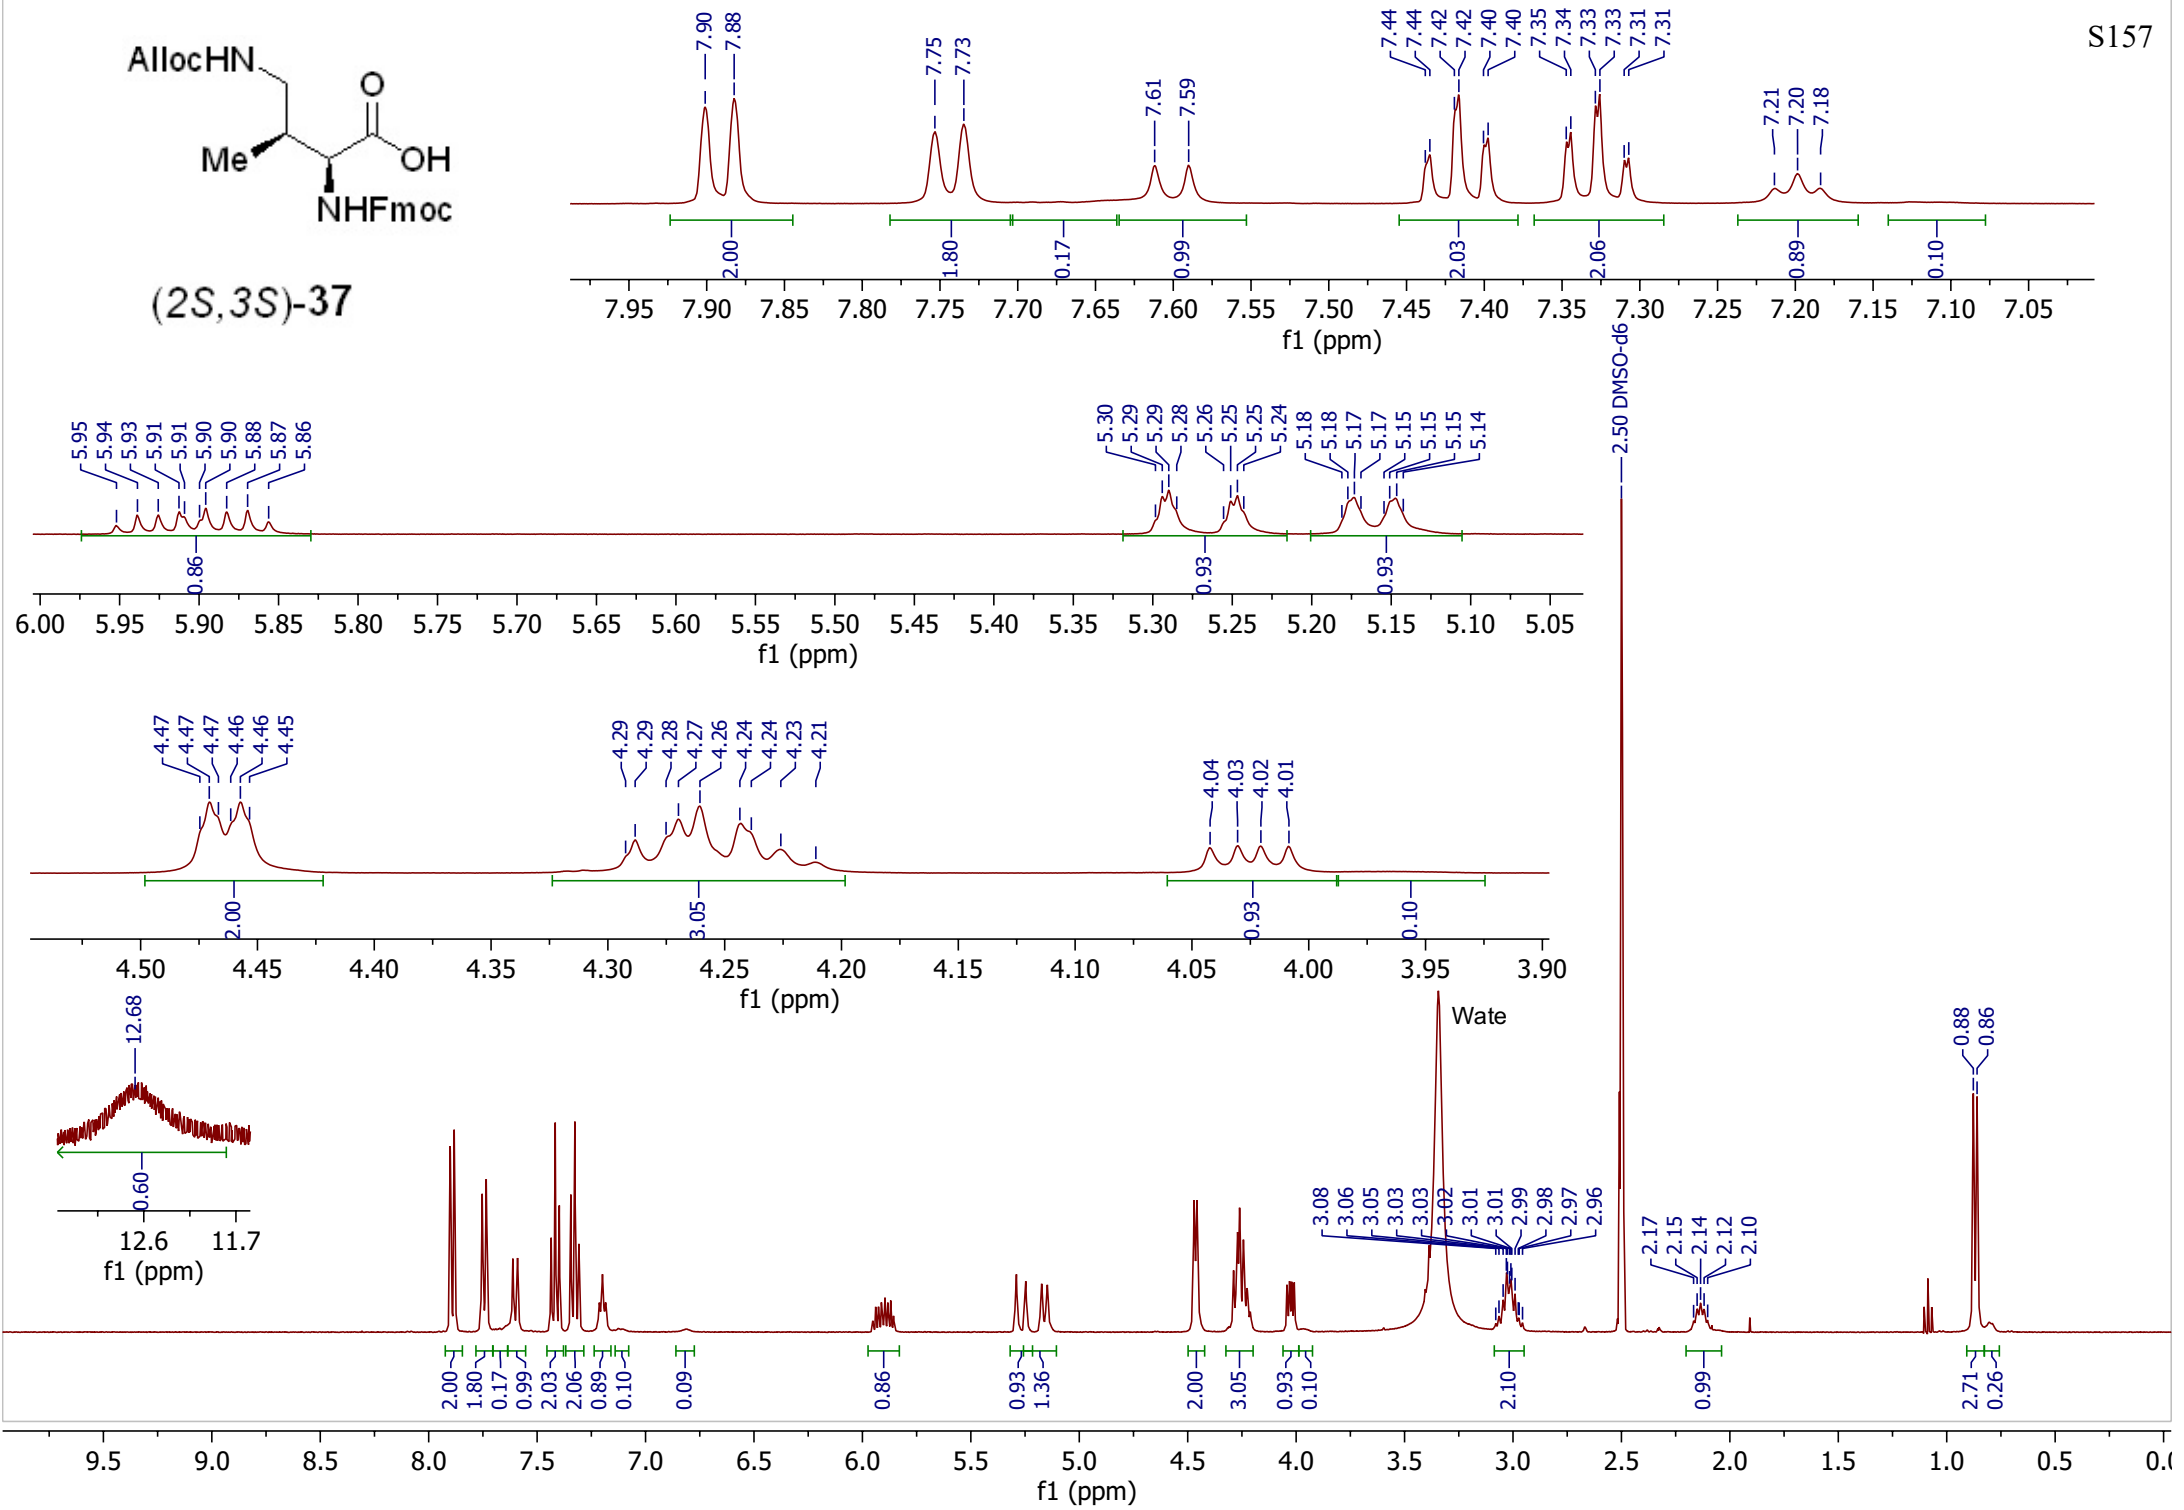 S157
AllocHN
O
OH
Me
NHFmoc
(2S,3S)-37
7.90 7.88 7.75 7.73 7.61 7.59 7.44 7.44 7.42 7.42 7.40 7.40 7.35 7.34 7.33 7.33 7.31 7.31 7.21 7.20 7.18
2.00 1.80 0.17 0.99 2.03 2.06 0.89 0.10
7.95 7.90 7.85 7.80 7.75 7.70 7.65 7.60 7.55 7.50 7.45 7.40 7.35 7.30 7.25 7.20 7.15 7.10 7.05
f1 (ppm)
2.50 DMSO-d6
5.95 5.94 5.93 5.91 5.91 5.90 5.90 5.88 5.87 5.86 5.30 5.29 5.29 5.28 5.26 5.25 5.25 5.24 5.18 5.18 5.17 5.17 5.15 5.15 5.15 5.14
0.86 0.93 0.93
6.00 5.95 5.90 5.85 5.80 5.75 5.70 5.65 5.60 5.55 5.50 5.45 5.40 5.35 5.30 5.25 5.20 5.15 5.10 5.05
f1 (ppm)
4.47 4.47 4.47 4.46 4.46 4.45 4.29 4.29 4.28 4.27 4.26 4.24 4.24 4.23 4.21 4.04 4.03 4.02 4.01
2.00 3.05 0.93 0.10
4.50 4.45 4.40 4.35 4.30 4.25 4.20 4.15 4.10 4.05 4.00 3.95 3.90
f1 (ppm)
12.68
0.60
12.6 11.7
f1 (ppm)
Wate
3.08 3.06 3.05 3.03 3.03 3.02 3.01 3.01 2.99 2.98 2.97 2.96 2.17 2.15 2.14 2.12 2.10 0.88 0.86
2.00 1.80 0.17 0.99 2.03 2.06 0.89 0.10 0.09 0.86 0.93 1.36 2.00 3.05 0.93 0.10 2.10 0.99 2.71 0.26
9.5 9.0 8.5 8.0 7.5 7.0 6.5 6.0 5.5 5.0 4.5 4.0 3.5 3.0 2.5 2.0 1.5 1.0 0.5 0.0
f1 (ppm)